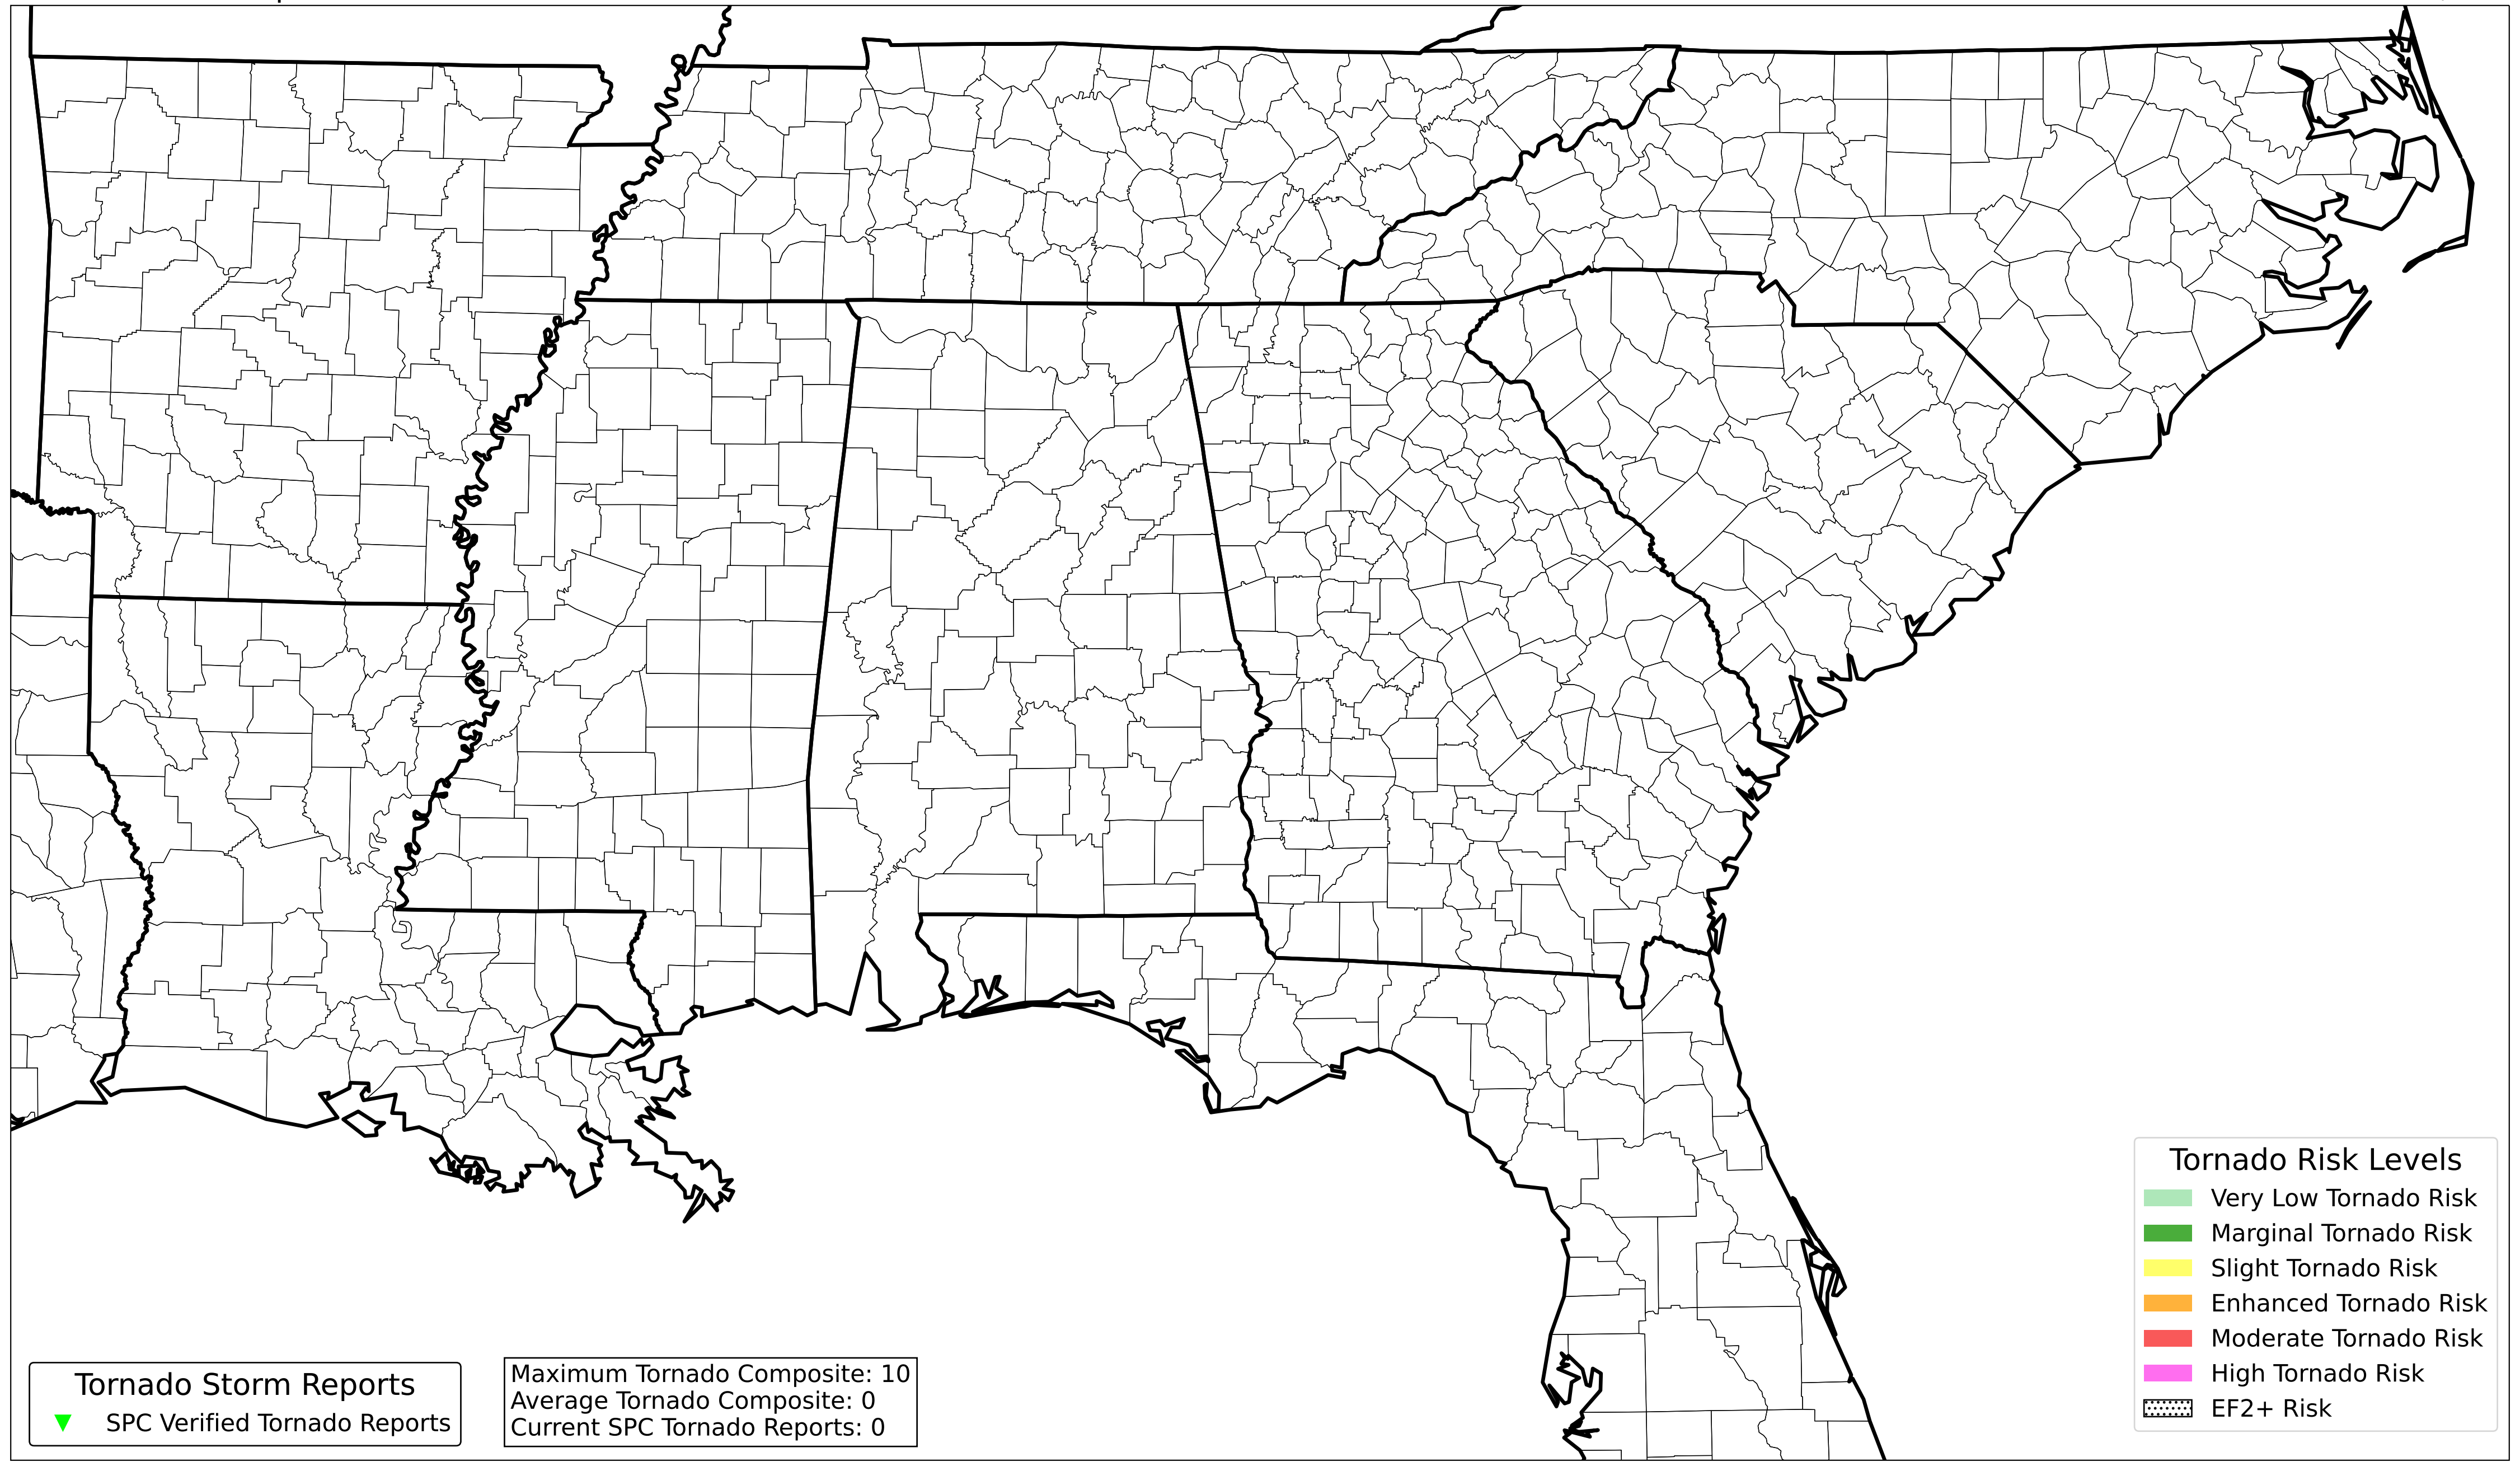 Tornado Risk Levels
Very Low Tornado Risk
Marginal Tornado Risk
Slight Tornado Risk
Enhanced Tornado Risk
Moderate Tornado Risk
High Tornado Risk
EF2+ Risk
Tornado Storm Reports
SPC Verified Tornado Reports
Maximum Tornado Composite: 10
Average Tornado Composite: 0
Current SPC Tornado Reports: 0